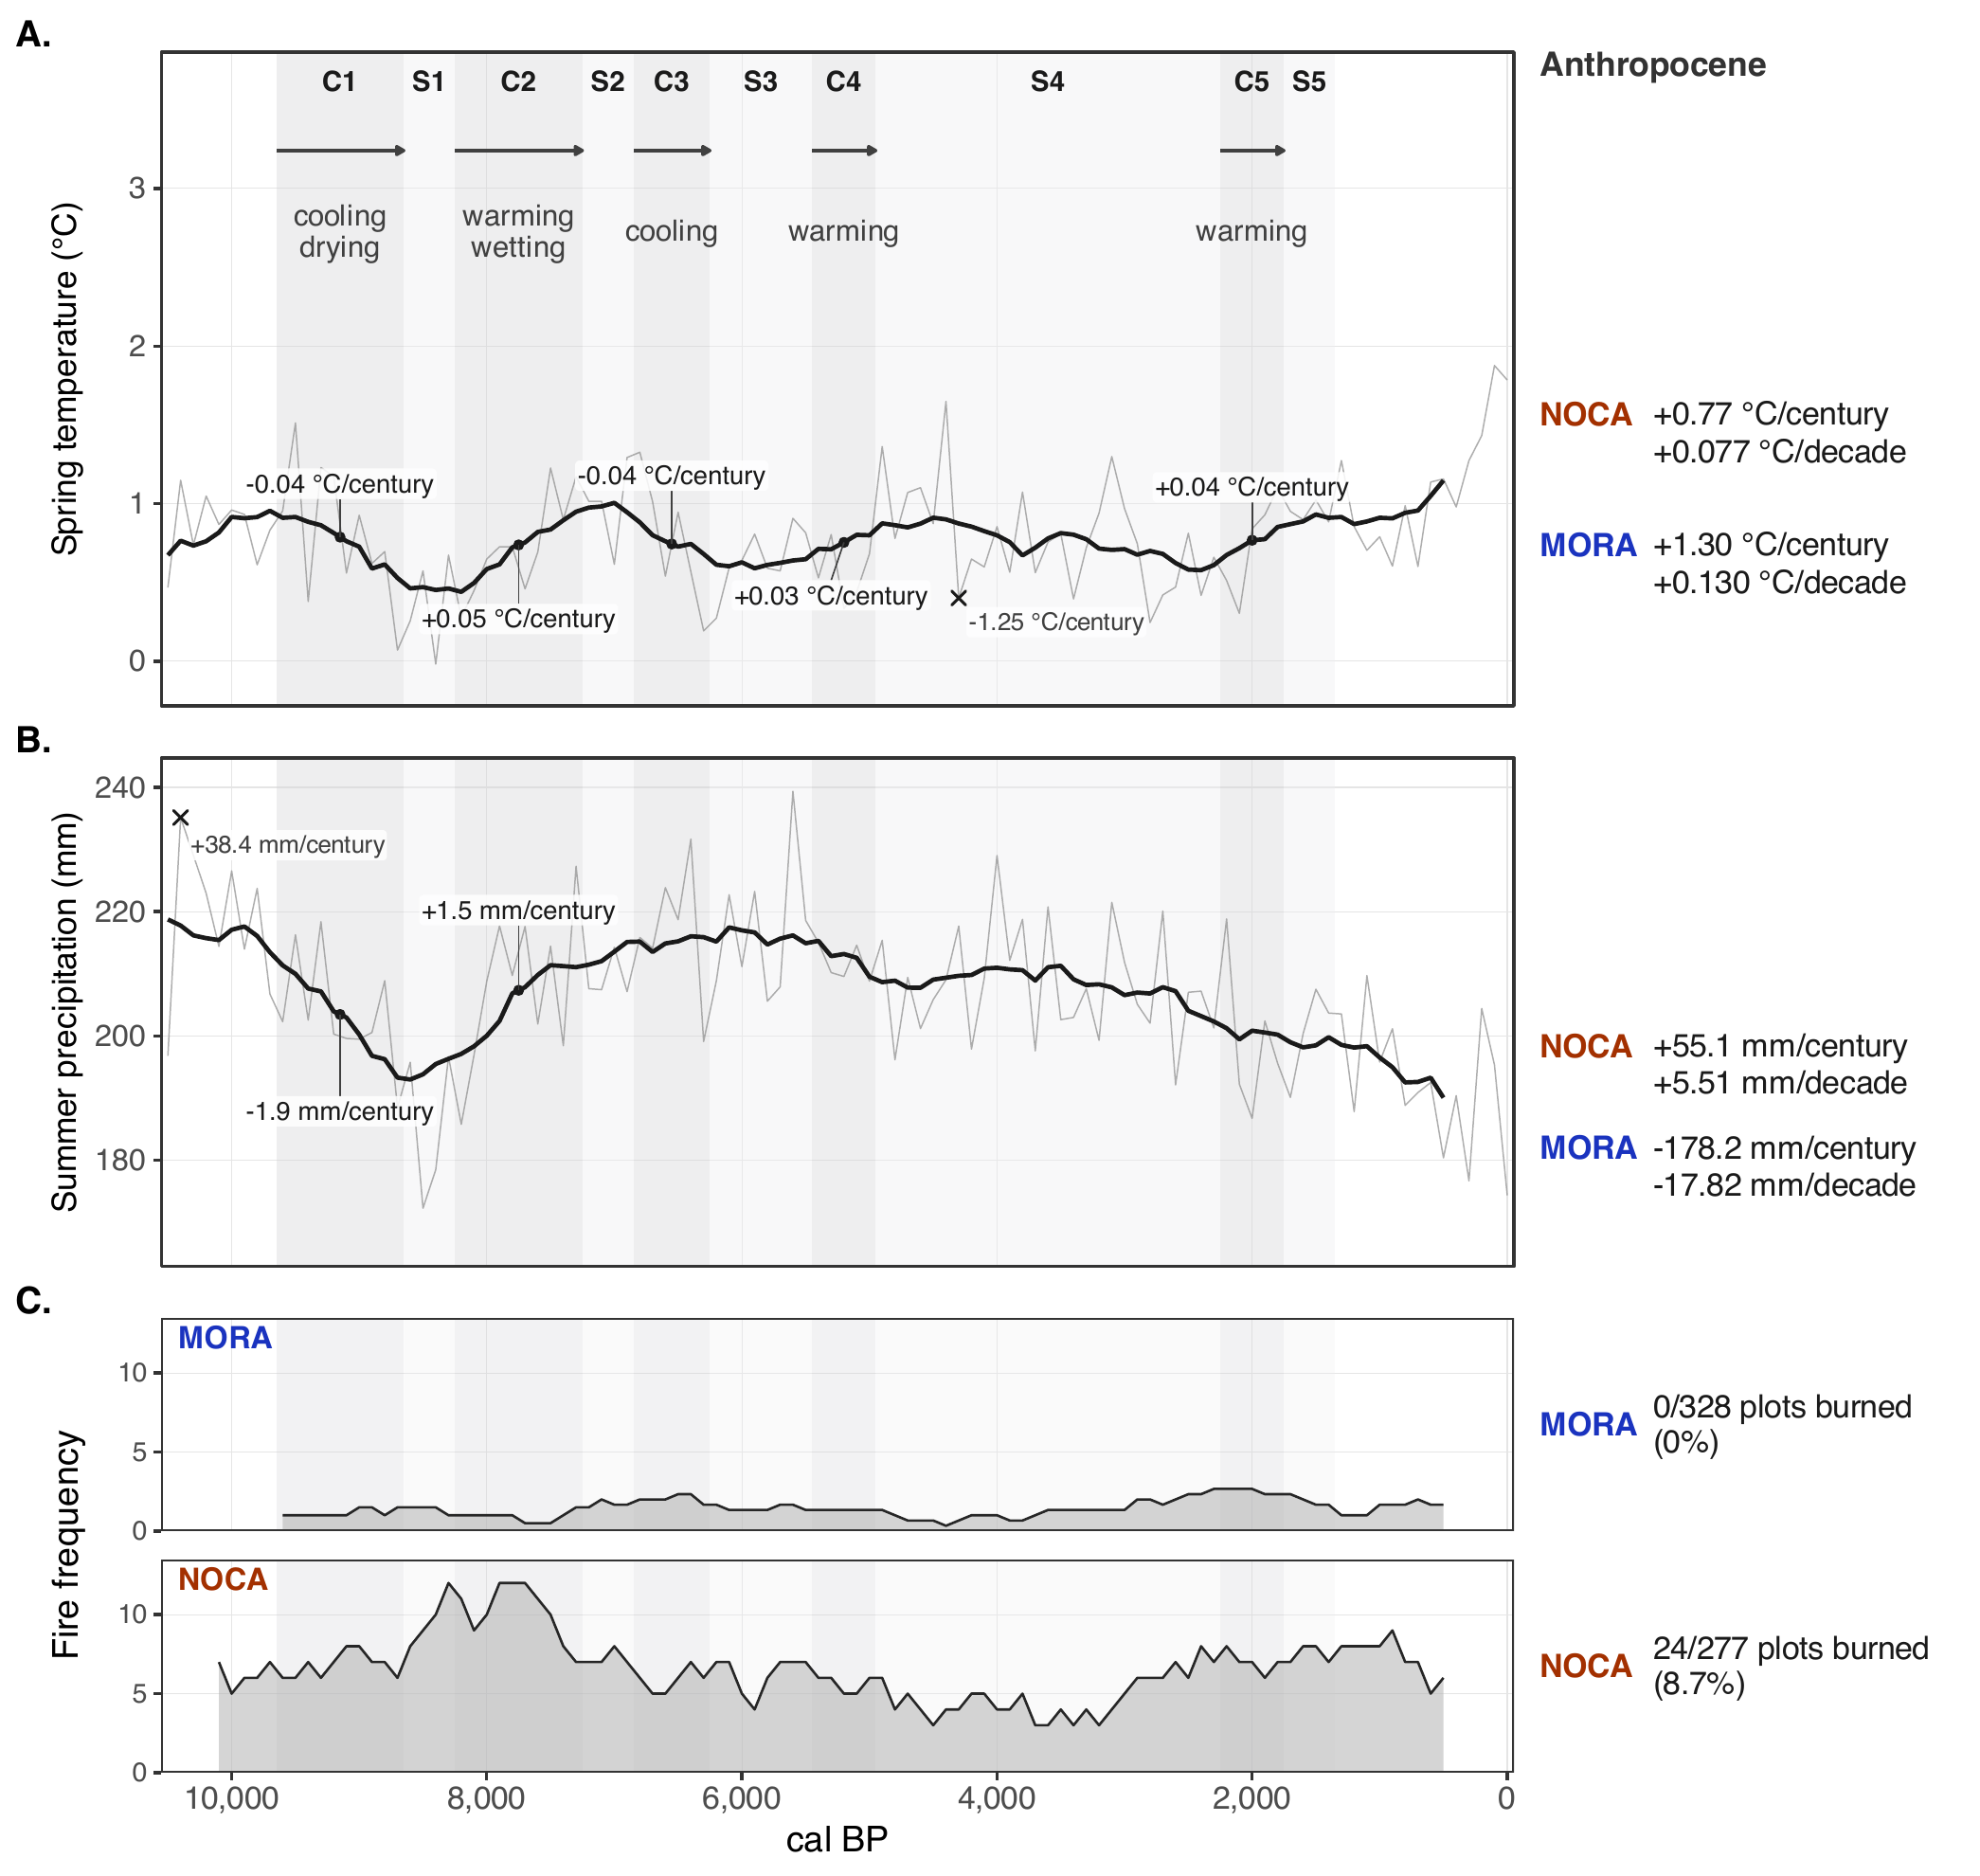 A.
Anthropocene
C1 S1 C2 S2 C3 S3 C4 S4 C5 S5
cooling
drying
warming
wetting
cooling
warming
warming
Spring temperature (°C)
3
2
1
0
-0.04 °C/century
+0.05 °C/century
-0.04 °C/century
+0.03 °C/century
-1.25 °C/century
+0.04 °C/century
NOCA +0.77 °C/century
+0.077 °C/decade
MORA +1.30 °C/century
+0.130 °C/decade
B.
Summer precipitation (mm)
240
220
200
180
+38.4 mm/century
+1.5 mm/century
-1.9 mm/century
NOCA +55.1 mm/century
+5.51 mm/decade
MORA -178.2 mm/century
-17.82 mm/decade
C.
Fire frequency
MORA
10
5
0
MORA 0/328 plots burned
(0%)
NOCA
10
5
0
NOCA 24/277 plots burned
(8.7%)
10,000 8,000 6,000 4,000 2,000 0
cal BP